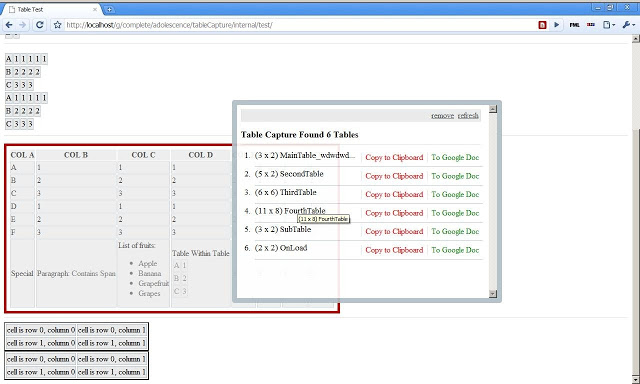 Table Test
http://localhost/g/complete/adolescence/tableCapture/internal/test/
A 1 1 1 1 1
B 2 2 2 2
C 3 3 3
A 1 1 1 1 1
B 2 2 2 2
C 3 3 3
COL A COL B COL C COL D
A 1 1 1
B 2 2 2
C 3 3 3
D 1 1 1
E 2 2 2
F 3 3 3
Special Paragraph: Contains Span
List of fruits:
Apple
Banana
Grapefruit
Grapes
Table Within Table
A 1
B 2
C 3
cell is row 0, column 0 cell is row 0, column 1
cell is row 1, column 0 cell is row 1, column 1
cell is row 0, column 0 cell is row 0, column 1
cell is row 1, column 0 cell is row 1, column 1
remove refresh
Table Capture Found 6 Tables
1. (3 x 2) MainTable_wdwdwd... Copy to Clipboard To Google Doc
2. (5 x 2) SecondTable Copy to Clipboard To Google Doc
3. (6 x 6) ThirdTable Copy to Clipboard To Google Doc
4. (11 x 8) FourthTable Copy to Clipboard To Google Doc
(11 x 8) FourthTable
5. (3 x 2) SubTable Copy to Clipboard To Google Doc
6. (2 x 2) OnLoad Copy to Clipboard To Google Doc